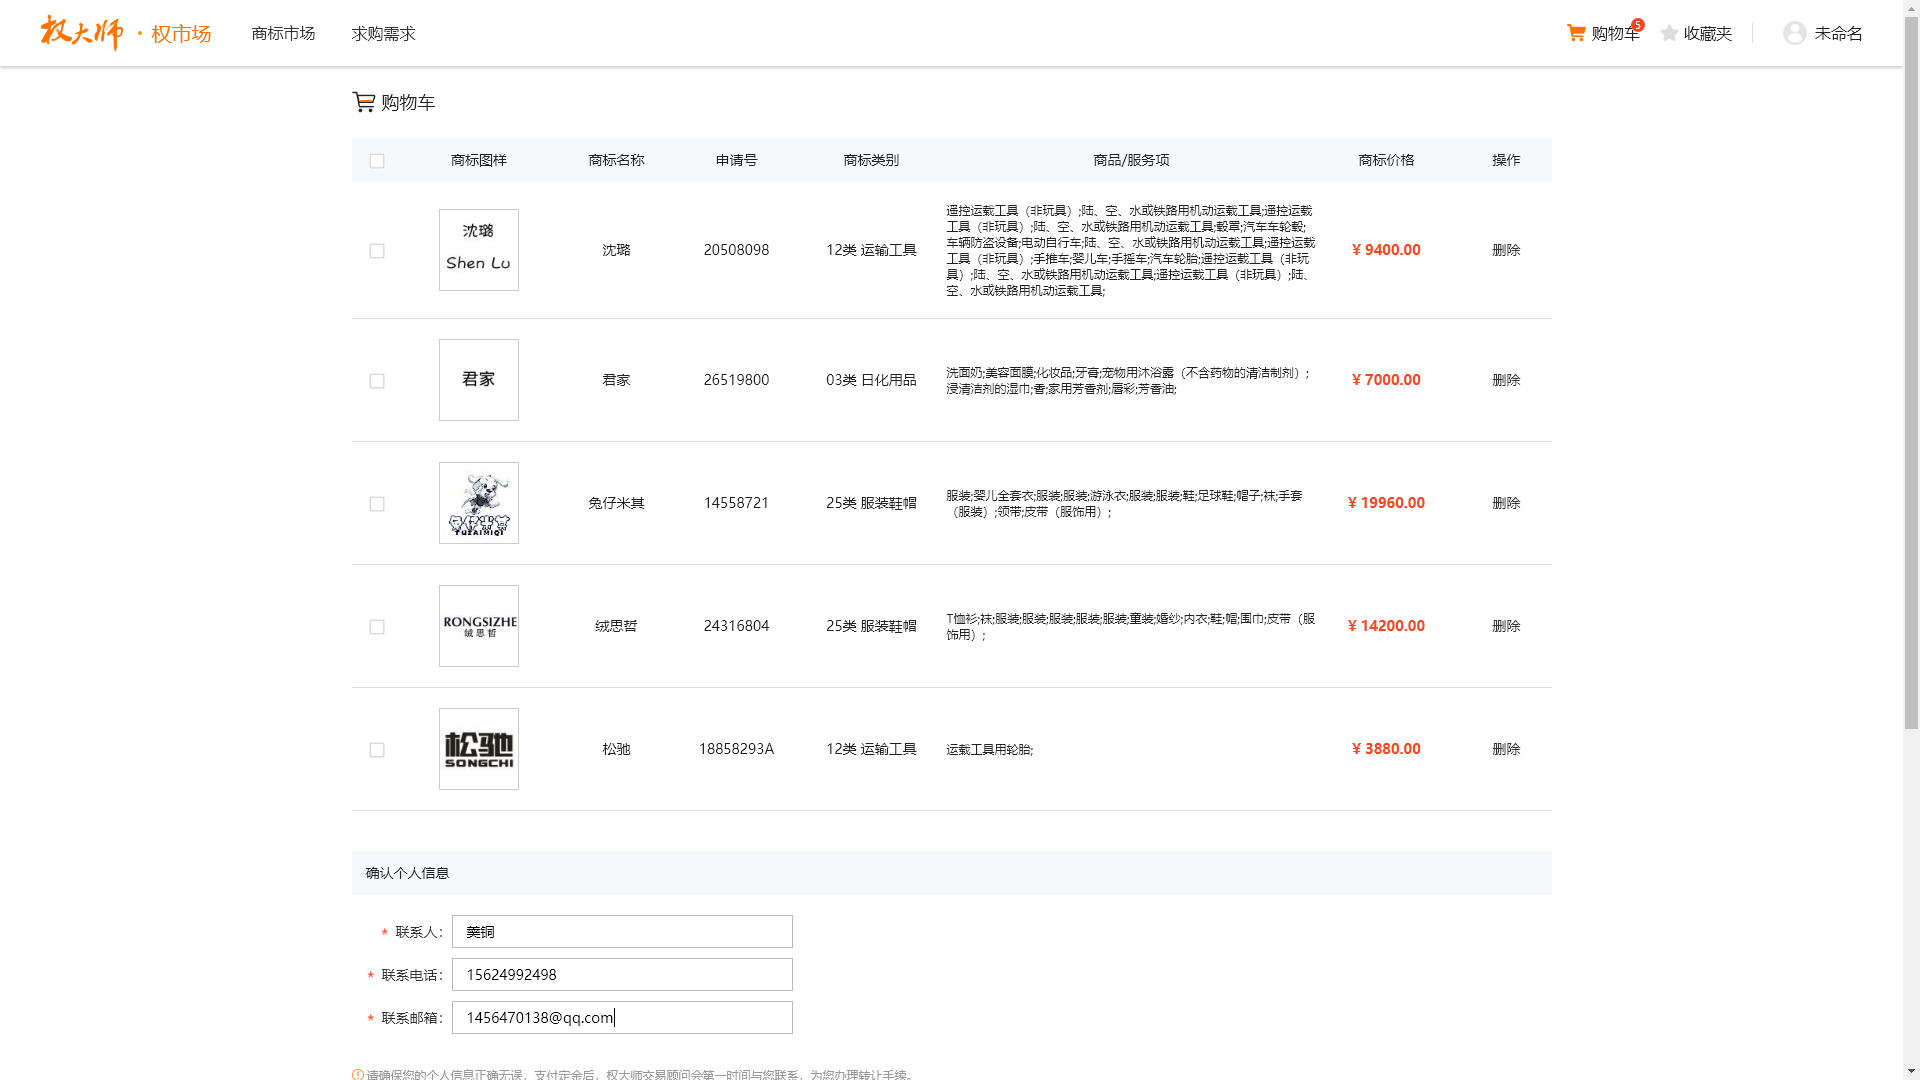 权大师 · 权市场 商标市场 求购需求 购物车 5 收藏夹 未命名
购物车
商标图样 商标名称 申请号 商标类别 商品/服务项 商标价格 操作
沈璐
Shen Lu
沈璐 20508098 12类 运输工具
遥控运载工具（非玩具）;陆、空、水或铁路用机动运载工具;遥控运载
工具（非玩具）;陆、空、水或铁路用机动运载工具;毂罩;汽车车轮毂;
车辆防盗设备;电动自行车;陆、空、水或铁路用机动运载工具;遥控运载
工具（非玩具）;手推车;婴儿车;手摇车;汽车轮胎;遥控运载工具（非玩
具）;陆、空、水或铁路用机动运载工具;遥控运载工具（非玩具）;陆、
空、水或铁路用机动运载工具;
¥ 9400.00 删除
君家
君家 26519800 03类 日化用品
洗面奶;美容面膜;化妆品;牙膏;宠物用沐浴露（不含药物的清洁制剂）;
浸清洁剂的湿巾;香;家用芳香剂;唇彩;芳香油;
¥ 7000.00 删除
兔仔米其
TUZAIMIQI
兔仔米其 14558721 25类 服装鞋帽
服装;婴儿全套衣;服装;服装;游泳衣;服装;服装;鞋;足球鞋;帽子;袜;手套
（服装）;领带;皮带（服饰用）;
¥ 19960.00 删除
RONGSIZHE
绒思哲
绒思哲 24316804 25类 服装鞋帽
T恤衫;袜;服装;服装;服装;服装;服装;童装;婚纱;内衣;鞋;帽;围巾;皮带（服
饰用）;
¥ 14200.00 删除
松驰
SONGCHI
松驰 18858293A 12类 运输工具 运载工具用轮胎; ¥ 3880.00 删除
确认个人信息
* 联系人： 羹铜
* 联系电话： 15624992498
* 联系邮箱： 1456470138@qq.com
请确保您的个人信息正确无误，支付定金后，权大师交易顾问会第一时间与您联系，为您办理转让手续。